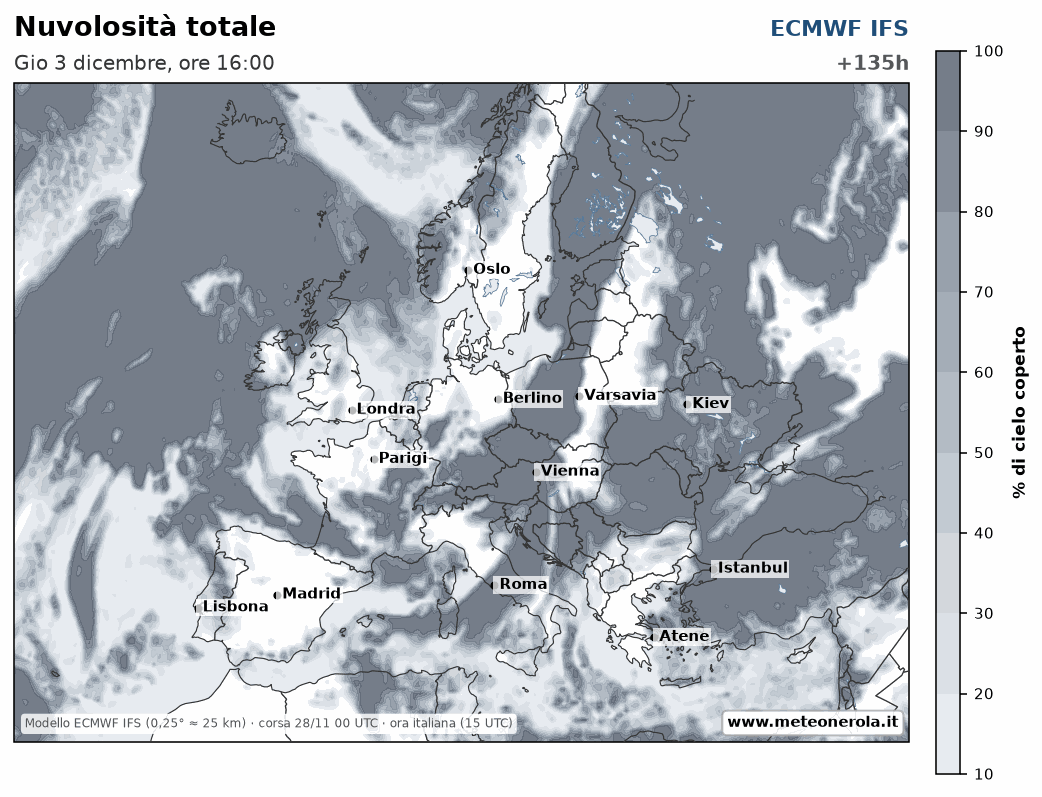 Nuvolosità totale
ECMWF IFS
Gio 3 dicembre, ore 16:00
+135h
100
90
80
70
60
50
40
30
20
10
% di cielo coperto
Oslo
Berlino
Varsavia
Kiev
Londra
Parigi
Vienna
Istanbul
Roma
Madrid
Lisbona
Atene
Modello ECMWF IFS (0,25° ≈ 25 km) · corsa 28/11 00 UTC · ora italiana (15 UTC)
www.meteonerola.it